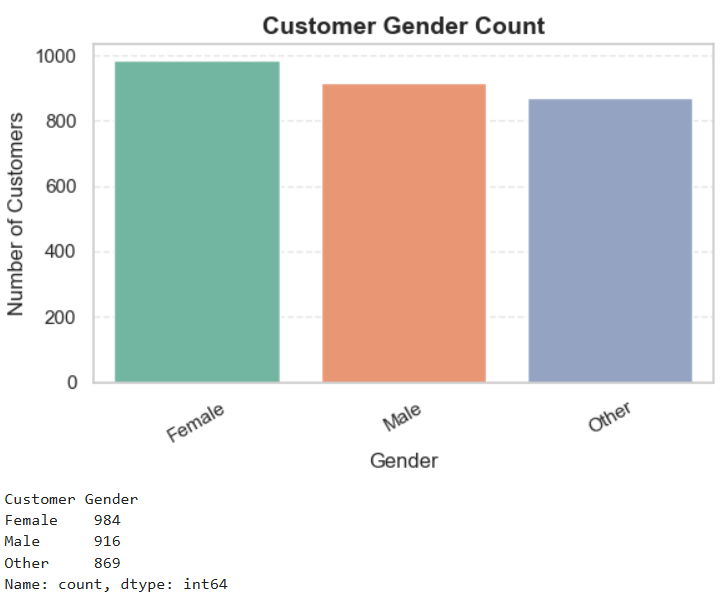 Customer Gender Count
1000
800
600
400
200
0
Number of Customers
Female
Male
Other
Gender
Customer Gender
Female    984
Male      916
Other     869
Name: count, dtype: int64